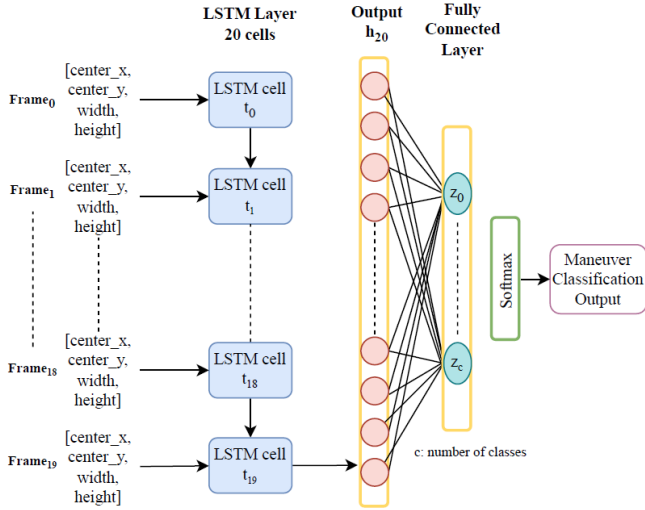 LSTM Layer
20 cells
Output
h20
Fully
Connected
Layer
Frame0
[center_x,
center_y,
width,
height]
LSTM cell
t0
Frame1
[center_x,
center_y,
width,
height]
LSTM cell
t1
Z0
Softmax
Maneuver
Classification
Output
Frame18
[center_x,
center_y,
width,
height]
LSTM cell
t18
Zc
Frame19
[center_x,
center_y,
width,
height]
LSTM cell
t19
c: number of classes